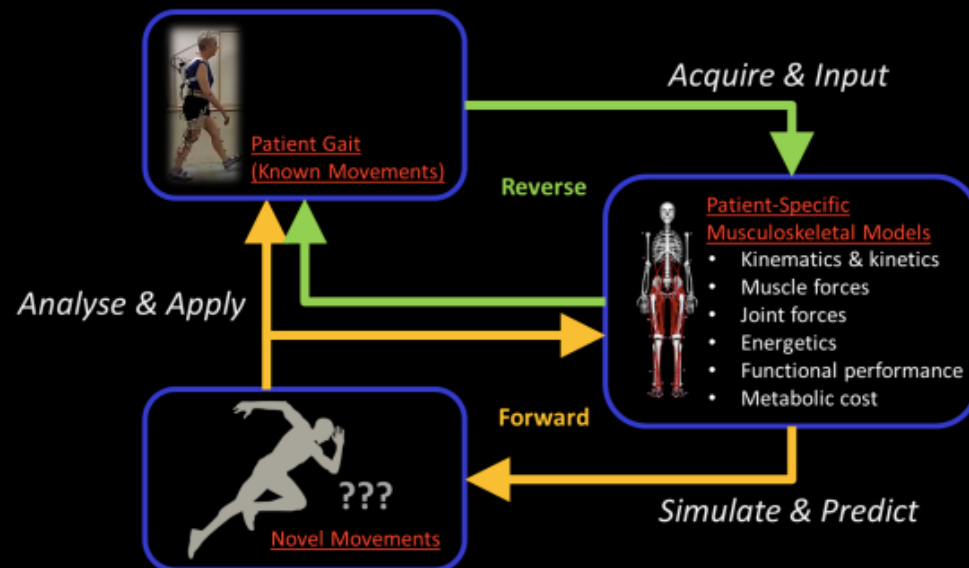 Acquire & Input
Patient Gait
(Known Movements)
Reverse
Patient-Specific
Musculoskeletal Models
• Kinematics & kinetics
• Muscle forces
• Joint forces
• Energetics
• Functional performance
• Metabolic cost
Analyse & Apply
Forward
???
Novel Movements
Simulate & Predict